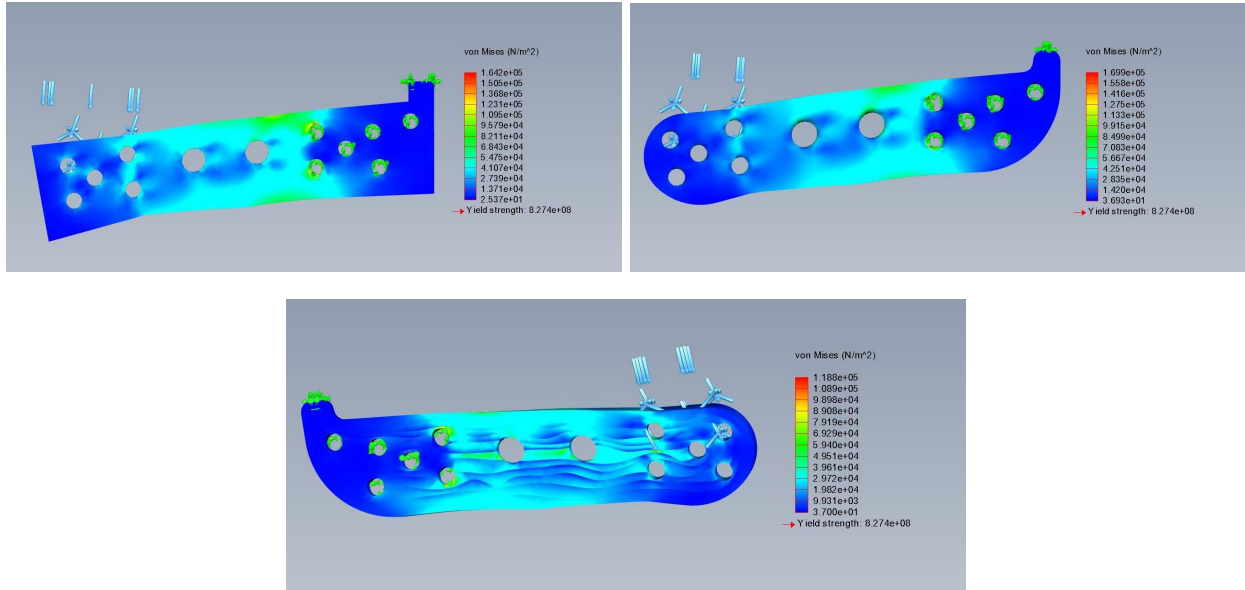 von Mises (N/m^2)
1.642e+05
1.505e+05
1.368e+05
1.231e+05
1.095e+05
9.579e+04
8.211e+04
6.843e+04
5.475e+04
4.107e+04
2.739e+04
1.371e+04
2.537e+01
Yield strength: 8.274e+08
von Mises (N/m^2)
1.699e+05
1.558e+05
1.416e+05
1.275e+05
1.133e+05
9.915e+04
8.499e+04
7.083e+04
5.667e+04
4.251e+04
2.835e+04
1.420e+04
3.693e+01
Yield strength: 8.274e+08
von Mises (N/m^2)
1.188e+05
1.089e+05
9.898e+04
8.908e+04
7.919e+04
6.929e+04
5.940e+04
4.951e+04
3.961e+04
2.972e+04
1.982e+04
9.931e+03
3.700e+01
Yield strength: 8.274e+08